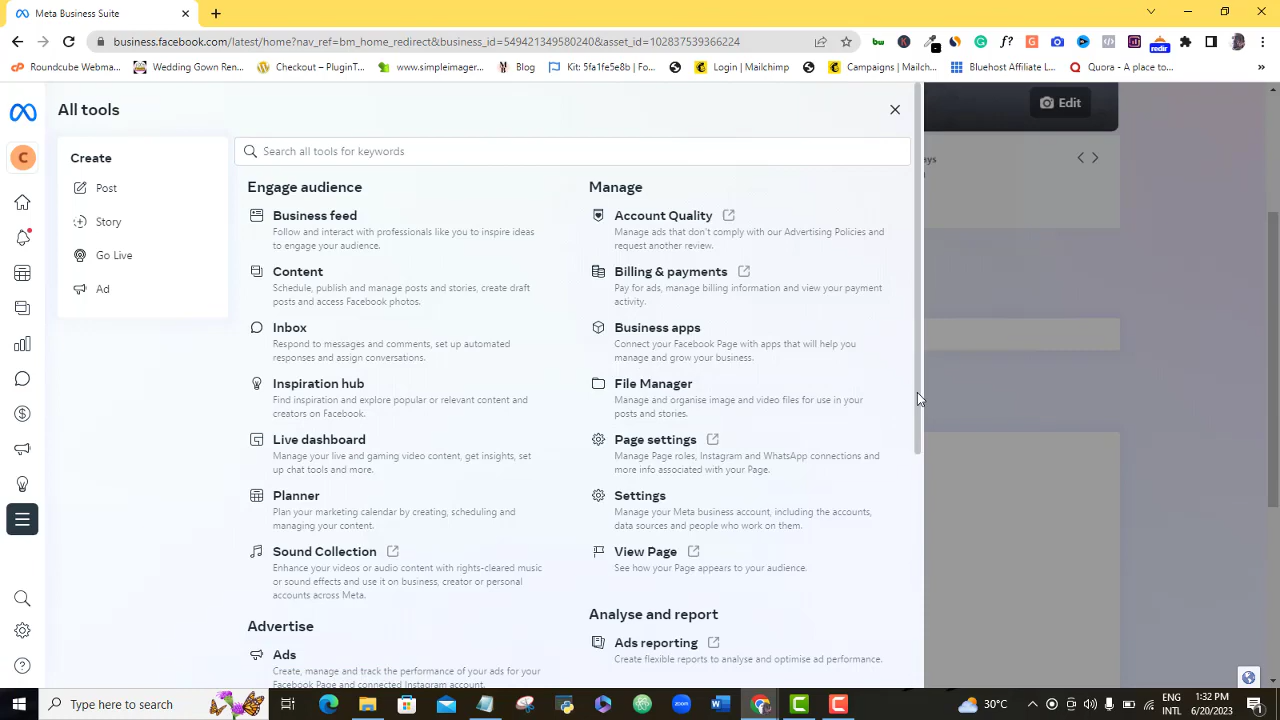 Meta Business Suite
business.facebook.com/latest/home?nav_ref=bm_home_redirect&business_id=549421349580240&asset_id=102837539366224
Roundcube Webma...
Wedding Gown Ren...
Checkout – PluginT...
www.simpleimager...
Blog
Kit: 5fa1fe5e8b | Fo...
Login | Mailchimp
Campaigns | Mailch...
Bluehost Affiliate L...
Quora - A place to...
»
All tools
Edit
Create
Post
Story
Go Live
Ad
Search all tools for keywords
Engage audience
Business feed
Follow and interact with professionals like you to inspire ideas
to engage your audience.
Content
Schedule, publish and manage posts and stories, create draft
posts and access Facebook photos.
Inbox
Respond to messages and comments, set up automated
responses and assign conversations.
Inspiration hub
Find inspiration and explore popular or relevant content and
creators on Facebook.
Live dashboard
Manage your live and gaming video content, get insights, set
up chat tools and more.
Planner
Plan your marketing calendar by creating, scheduling and
managing your content.
Sound Collection
Enhance your videos or audio content with rights-cleared music
or sound effects and use it on business, creator or personal
accounts across Meta.
Advertise
Ads
Create, manage and track the performance of your ads for your
Facebook Page and connected Instagram account.
Manage
Account Quality
Manage ads that don't comply with our Advertising Policies and
request another review.
Billing & payments
Pay for ads, manage billing information and view your payment
activity.
Business apps
Connect your Facebook Page with apps that will help you
manage and grow your business.
File Manager
Manage and organise image and video files for use in your
posts and stories.
Page settings
Manage Page roles, Instagram and WhatsApp connections and
more info associated with your Page.
Settings
Manage your Meta business account, including the accounts,
data sources and people who work on them.
View Page
See how your Page appears to your audience.
Analyse and report
Ads reporting
Create flexible reports to analyse and optimise ad performance.
ays
C
Type here to search
30°C
ENG
INTL
1:32 PM
6/20/2023